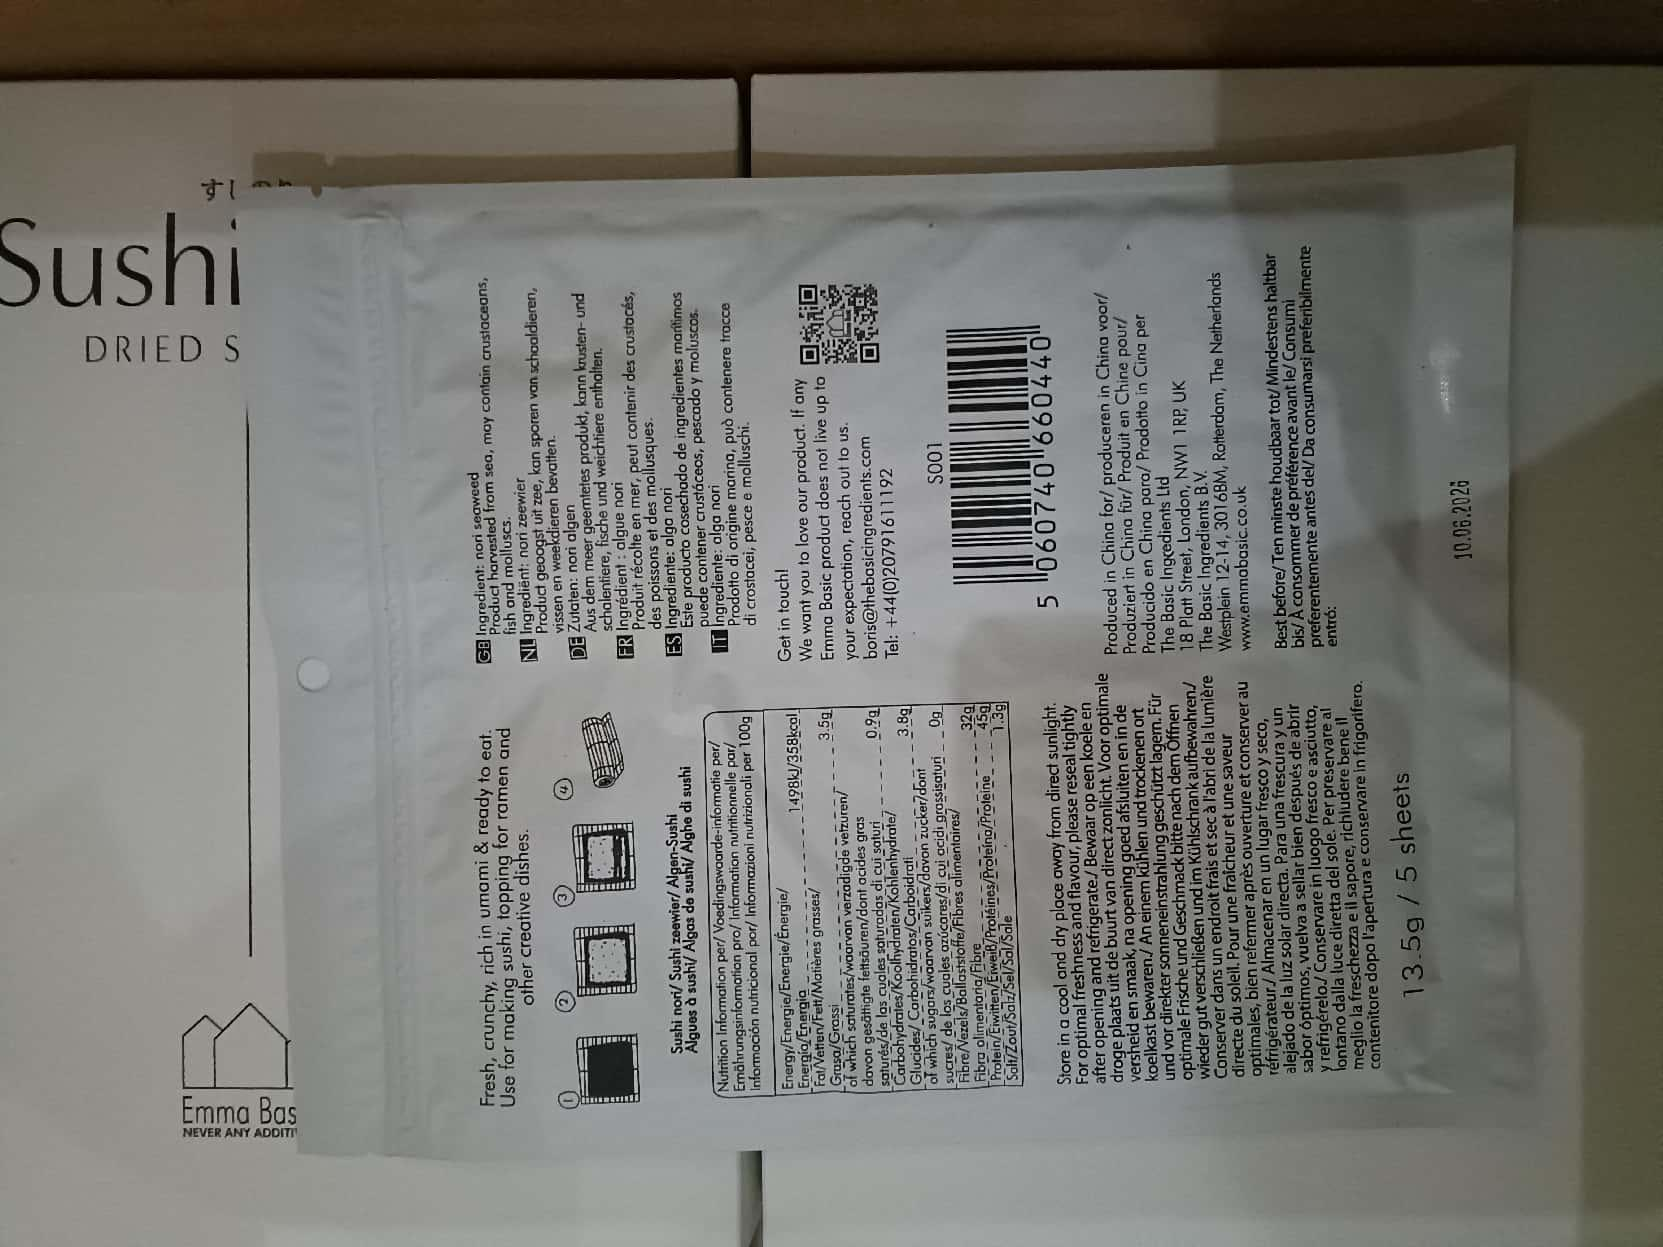 すし
Sushi
DRIED S
Emma Bas
NEVER ANY ADDITI
Fresh, crunchy, rich in umami & ready to eat.
Use for making sushi, topping for ramen and
other creative dishes.
1
2
3
4
Sushi nori/ Sushi zeewier/ Algen-Sushi
Algues à sushi/ Algas de sushi/ Alghe di sushi
Nutrition Information per/ Voedingswaarde-informatie per/
Ernährungsinformation pro/ Information nutritionnelle par/
Información nutricional por/ Informazioni nutrizionali per 100g
Energy/Energie/Energie/Énergie/
Energía/Energia 1498kJ/358kcal
Fat/Vetten/Fett/Matières grasses/
Grasa/Grassi 3.5g
of which saturates/waarvan verzadigde vetzuren/
davon gesättigte fettsäuren/dont acides gras
saturés/de las cuales saturadas di cui saturi 0.9g
Carbohydrates/Koolhydraten/Kohlenhydrate/
Glucides/ Carbohidratos/Carboidrati 3.8g
of which sugars/waarvan suikers/davon zucker/dont
sucres/ de los cuales azúcares/di cui acidi grassisaturi 0g
Fibre/Vezels/Ballaststoffe/Fibres alimentaires/
Fibra alimentaria/Fibre 32g
Protein/Eiwitten/Eiweiß/Protéines/Proteína/Proteine 45g
Salt/Zout/Salz/Sel/Sal/Sale 1.3g
Store in a cool and dry place away from direct sunlight.
For optimal freshness and flavour, please reseal tightly
after opening and refrigerate./ Bewaar op een koele en
droge plaats uit de buurt van direct zonlicht. Voor optimale
versheid en smaak, na opening goed afsluiten en in de
koelkast bewaren./ An einem kühlen und trockenen ort
und vor direkter sonneneinstrahlung geschützt lagern. Für
optimale Frische und Geschmack bitte nach dem Öffnen
wieder gut verschließen und im Kühlschrank aufbewahren./
Conserver dans un endroit frais et sec à l'abri de la lumière
directe du soleil. Pour une fraîcheur et une saveur
optimales, bien refermer après ouverture et conserver au
réfrigérateur./ Almacenar en un lugar fresco y seco,
alejado de la luz solar directa. Para una frescura y un
sabor óptimos, vuelva a sellar bien después de abrir
y refrigérelo./ Conservare in luogo fresco e asciutto,
lontano dalla luce diretta del sole. Per preservare al
meglio la freschezza e il sapore, richiudere bene il
contenitore dopo l'apertura e conservare in frigorifero.
13.5g / 5 sheets
GB Ingredient: nori seaweed
Product harvested from sea, may contain crustaceans,
fish and molluscs.
NL Ingrediënt: nori zeewier
Product geoogst uit zee, kan sporen van schaaldieren,
vissen en weekdieren bevatten.
DE Zutaten: nori algen
Aus dem meer geerntetes produkt, kann krusten- und
schalentiere, fische und weichtiere enthalten.
FR Ingrédient : algue nori
Produit récolte en mer, peut contenir des crustacés,
des poissons et des mollusques.
ES Ingrediente: alga nori
Este producto cosechado de ingredientes marítimos
puede contener crustáceos, pescado y moluscos.
IT Ingrediente: alga nori
Prodotto di origine marina, può contenere tracce
di crostacei, pesce e molluschi.
Get in touch!
We want you to love our product. If any
Emma Basic product does not live up to
your expectation, reach out to us.
boris@thebasicingredients.com
Tel: +44(0)20791611192
S001
5 060740 660440
Produced in China for/ produceren in China voor/
Produziert in China für/ Produit en Chine pour/
Producido en China para/ Prodotto in Cina per
The Basic Ingredients Ltd
18 Platt Street, London, NW1 1RP, UK
The Basic Ingredients B.V.
Westplein 12-14, 3016BM, Rotterdam, The Netherlands
www.emmabasic.co.uk
Best before/ Ten minste houdbaar tot/ Mindestens haltbar
bis/ À consommer de préférence avant le/ Consumi
preferentemente antes del/ Da consumarsi preferibilmente
entró:
10.06.2026